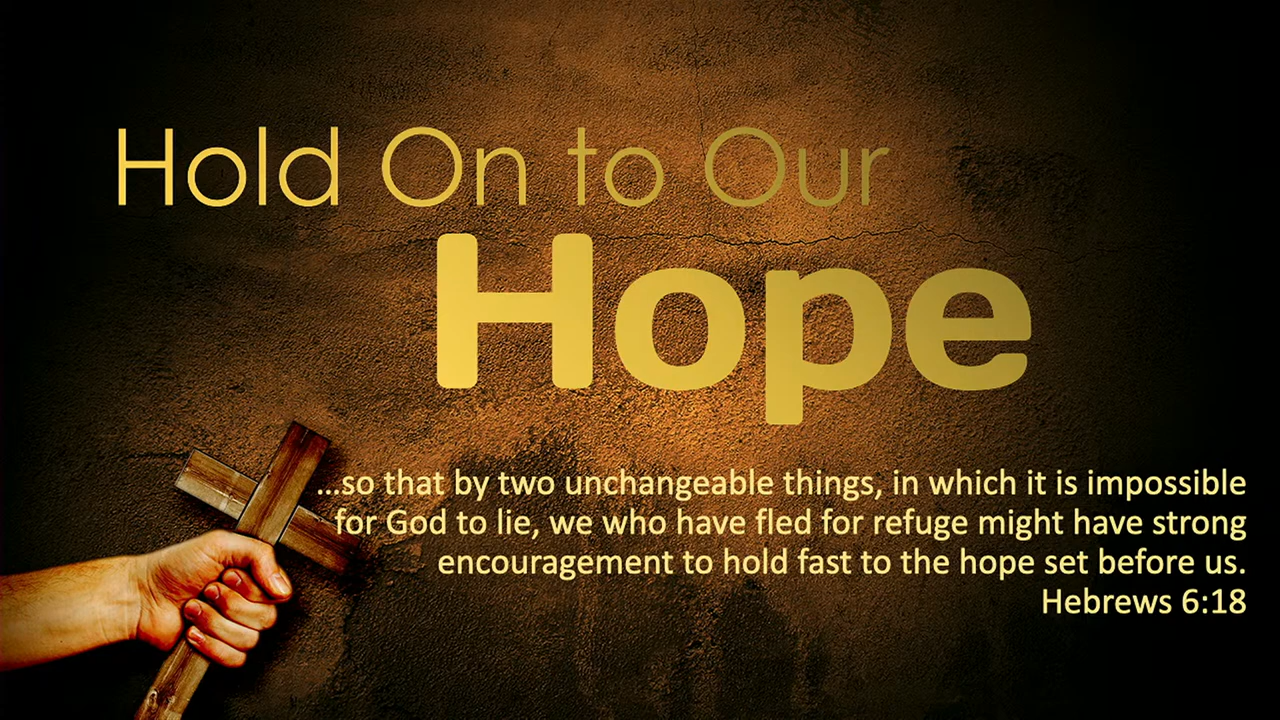 Hold On to Our
Hope
...so that by two unchangeable things, in which it is impossible
for God to lie, we who have fled for refuge might have strong
encouragement to hold fast to the hope set before us.
Hebrews 6:18